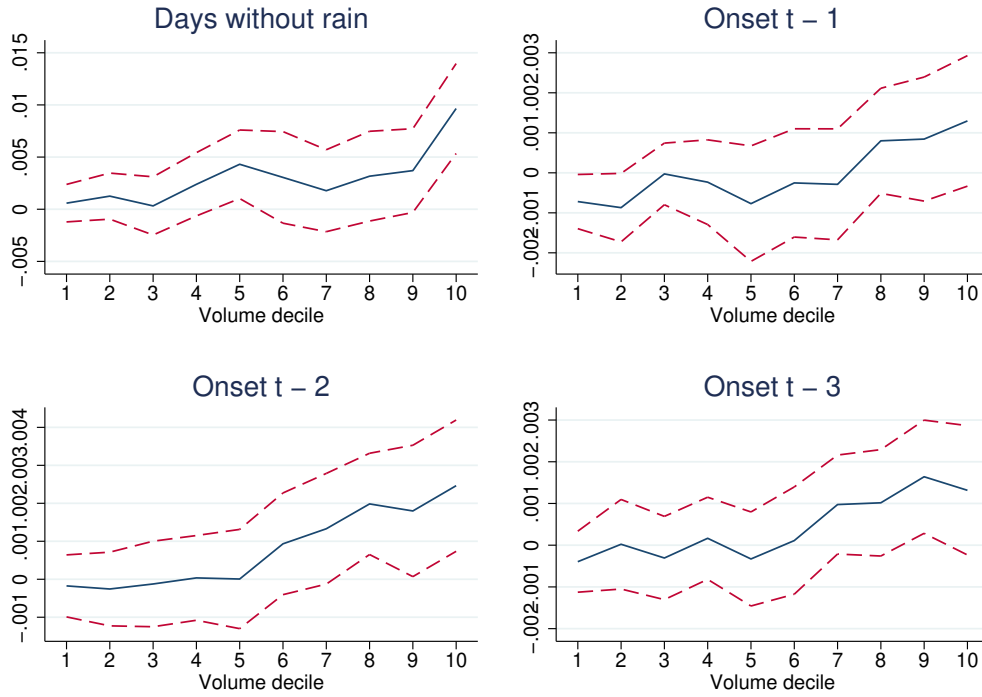 Days without rain
.015
.01
.005
0
−.005
1 2 3 4 5 6 7 8 9 10
Volume decile
Onset t − 1
.003
.002
.001
0
−.001
−.002
1 2 3 4 5 6 7 8 9 10
Volume decile
Onset t − 2
.004
.003
.002
.001
0
−.001
1 2 3 4 5 6 7 8 9 10
Volume decile
Onset t − 3
.003
.002
.001
0
−.001
−.002
1 2 3 4 5 6 7 8 9 10
Volume decile